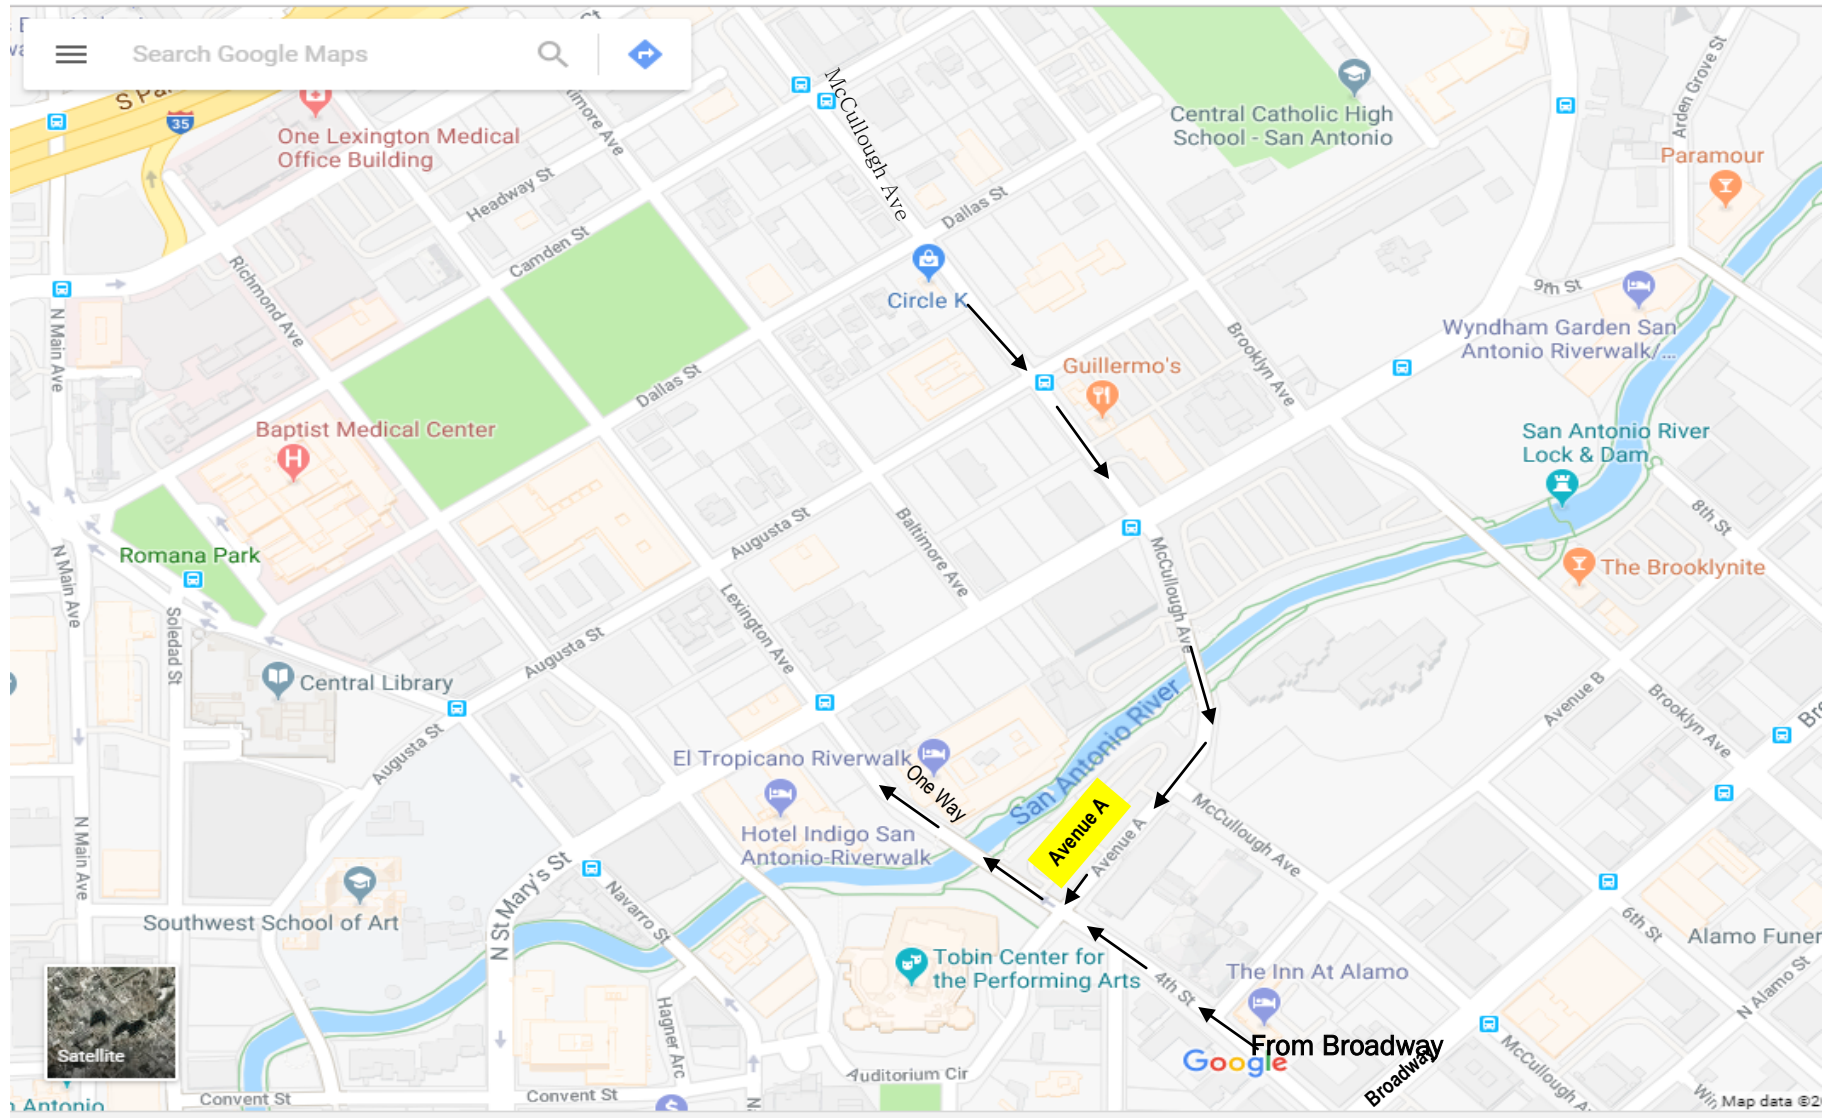 Search Google Maps
35
One Lexington Medical
Office Building
Headway St
Camden St
Richmond Ave
N Main Ave
McCullough Ave
Dallas St
Circle K
Central Catholic High
School - San Antonio
Arden Grove St
Paramour
9th St
Wyndham Garden San
Antonio Riverwalk/...
Guillermo's
Brooklyn Ave
Dallas St
Baptist Medical Center
San Antonio River
Lock & Dam
8th St
The Brooklynite
Romana Park
N Main Ave
Soledad St
Augusta St
Baltimore Ave
McCullough Ave
Lexington Ave
Augusta St
Central Library
Augusta St
Avenue B
Brooklyn Ave
San Antonio River
El Tropicano Riverwalk
One Way
Hotel Indigo San
Antonio-Riverwalk
Avenue A
Avenue A
McCullough Ave
N Main Ave
N St Mary's St
Navarro St
Southwest School of Art
Tobin Center for
the Performing Arts
4th St
The Inn At Alamo
6th St
Alamo Funer
N Alamo St
Hagner Arc
From Broadway
Google
Broadway
McCullough Ave
Satellite
Auditorium Cir
Convent St
Convent St
Antonio
Map data ©20